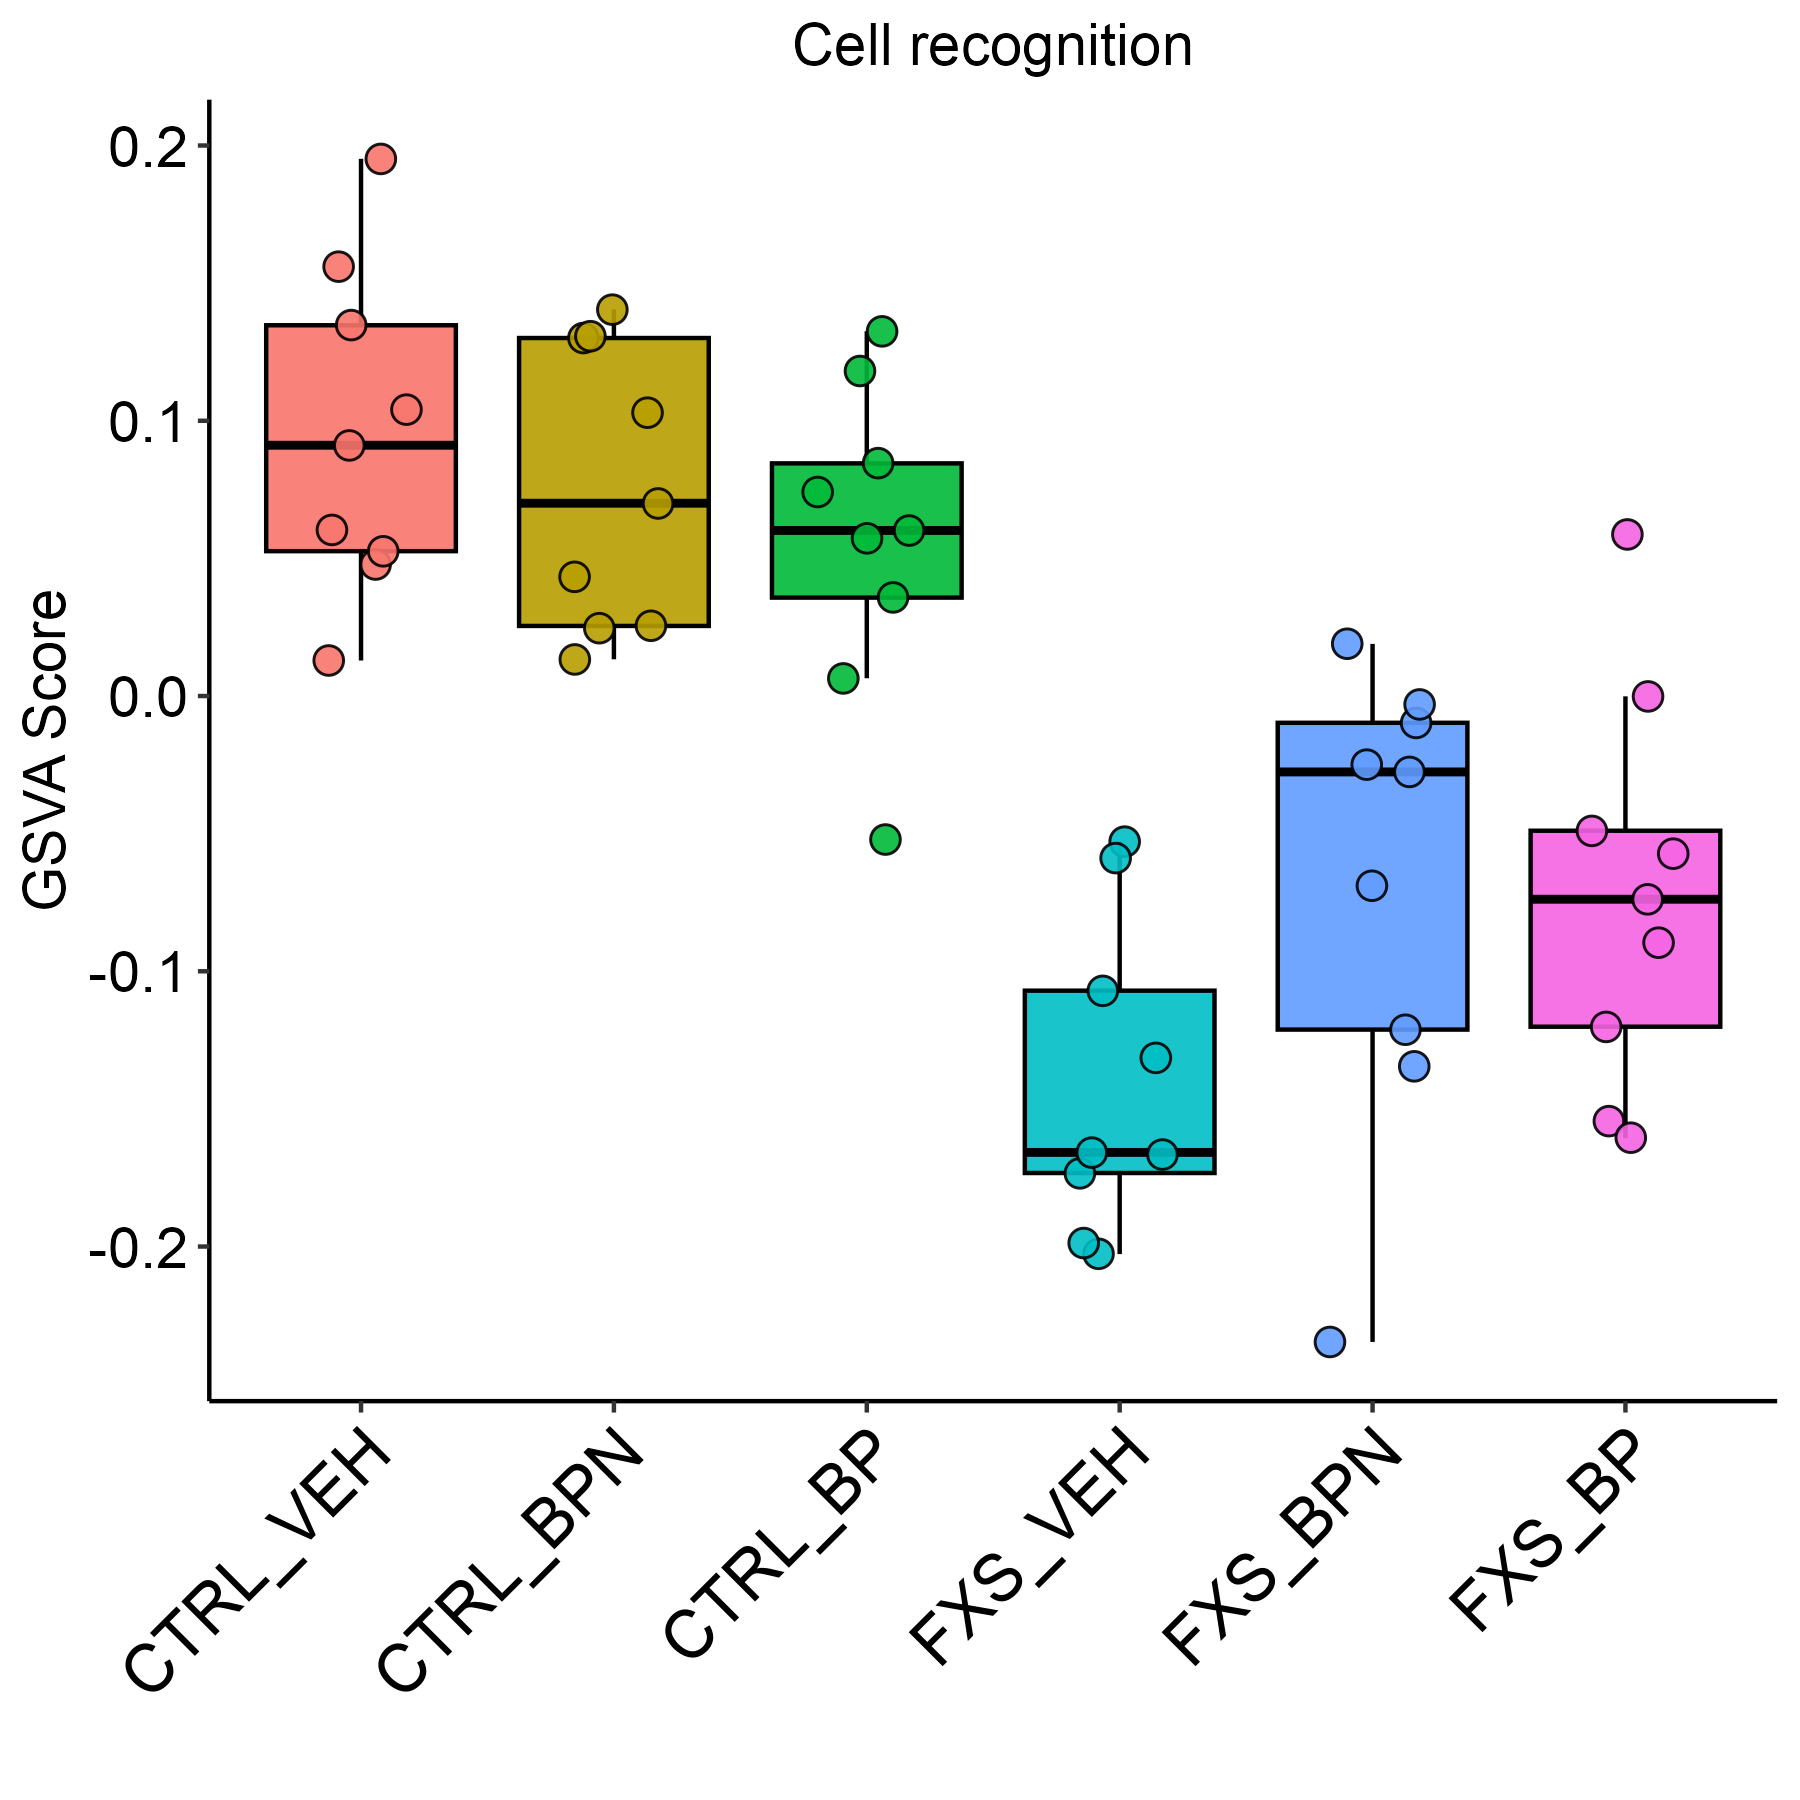 Cell recognition
GSVA Score
0.2
0.1
0.0
-0.1
-0.2
CTRL_VEH
CTRL_BPN
CTRL_BP
FXS_VEH
FXS_BPN
FXS_BP